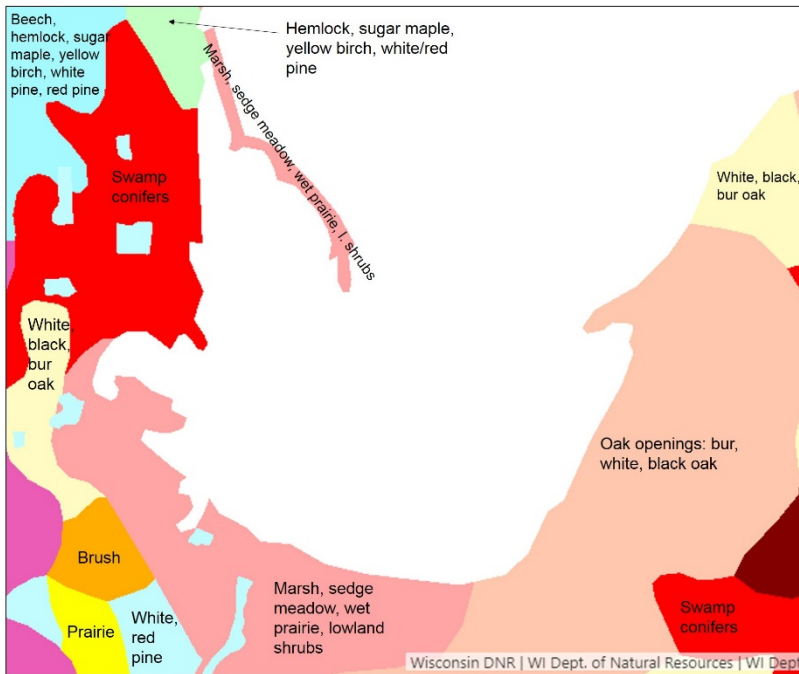 Beech,
hemlock, sugar
maple, yellow
birch, white
pine, red pine
Hemlock, sugar maple,
yellow birch, white/red
pine
Marsh, sedge meadow, wet prairie, l. shrubs
Swamp
conifers
White, black,
bur oak
White,
black,
bur
oak
Oak openings: bur,
white, black oak
Brush
Prairie
White,
red
pine
Marsh, sedge
meadow, wet
prairie, lowland
shrubs
Swamp
conifers
Wisconsin DNR | WI Dept. of Natural Resources | WI Dept